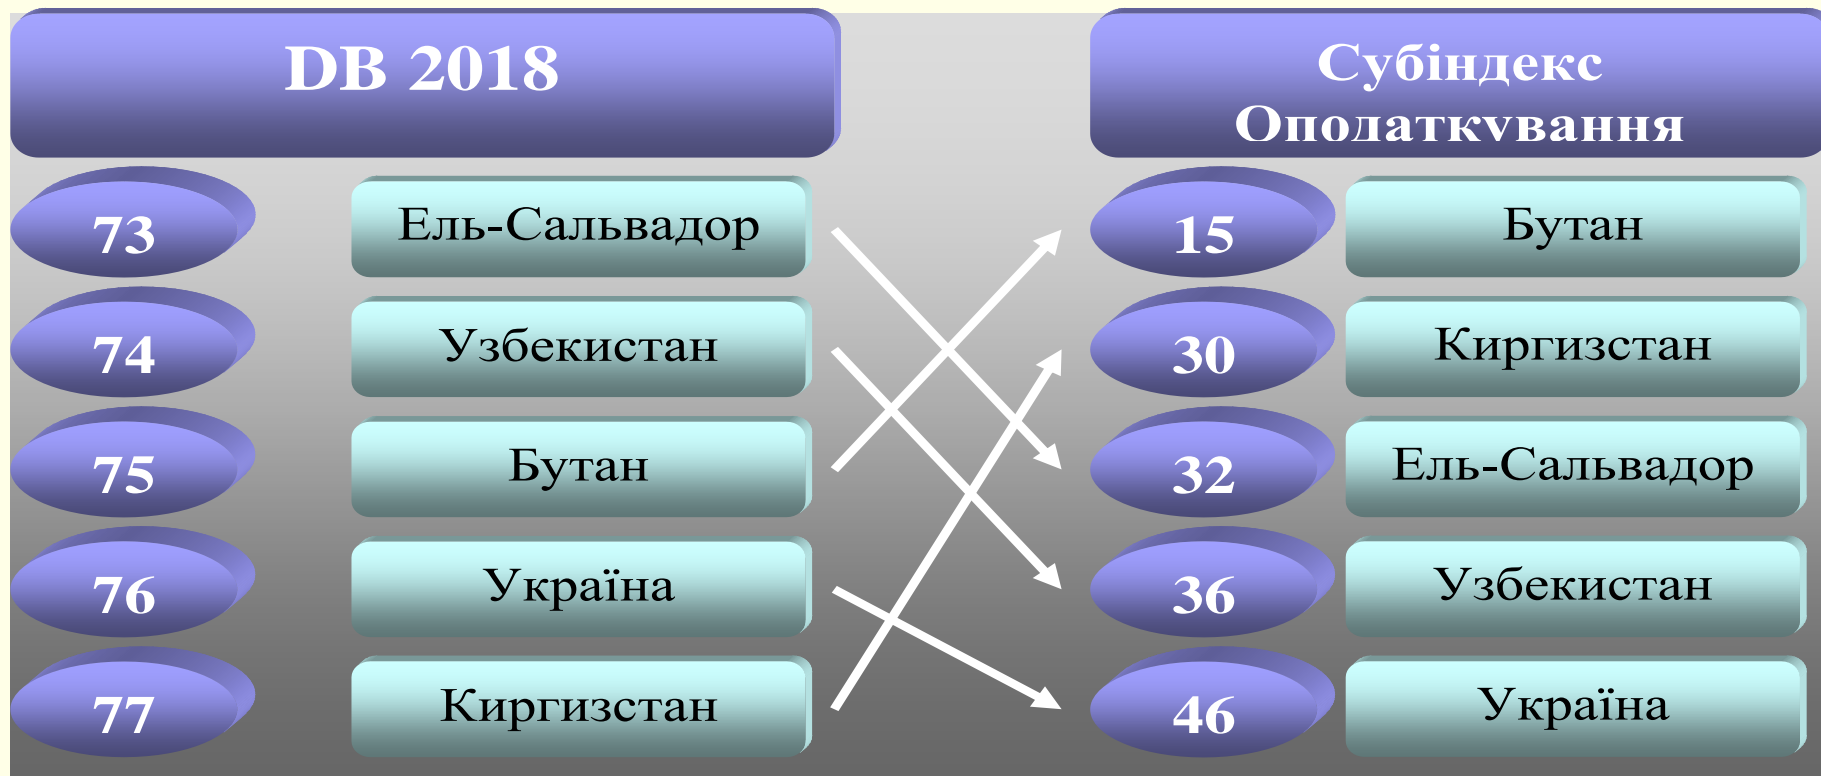 DB 2018
Субіндекс
Оподаткування
73 Ель-Сальвадор 15 Бутан
74 Узбекистан 30 Киргизстан
75 Бутан 32 Ель-Сальвадор
76 Україна 36 Узбекистан
77 Киргизстан 46 Україна